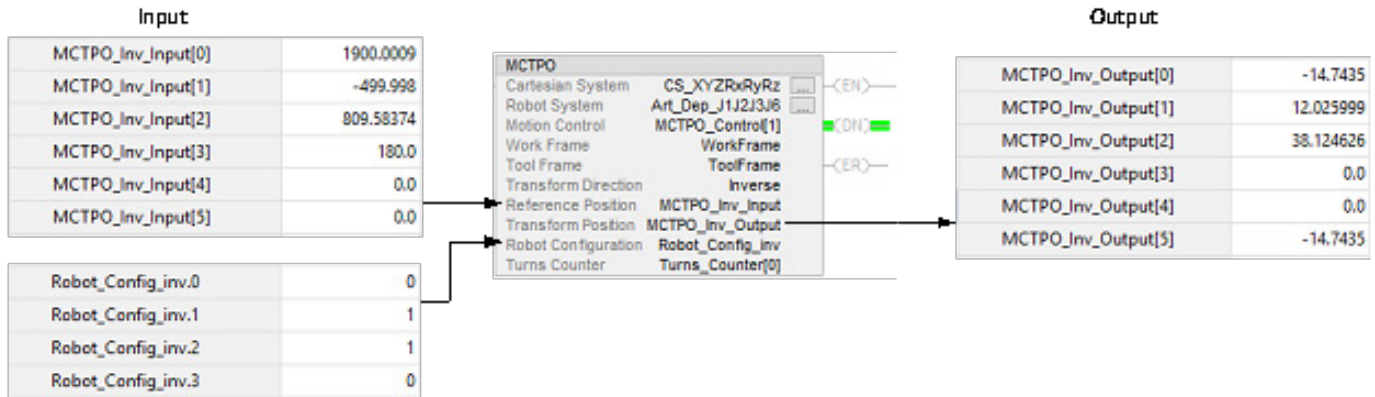 Input
MCTPO_Inv_Input[0] 1900.0009
MCTPO_Inv_Input[1] -499.998
MCTPO_Inv_Input[2] 809.58374
MCTPO_Inv_Input[3] 180.0
MCTPO_Inv_Input[4] 0.0
MCTPO_Inv_Input[5] 0.0
Robot_Config_inv.0 0
Robot_Config_inv.1 1
Robot_Config_inv.2 1
Robot_Config_inv.3 0
MCTPO
Cartesian System CS_XYZRxRyRz ... (EN)
Robot System Art_Dep_J1J2J3J6 ...
Motion Control MCTPO_Control[1] (DN)
Work Frame WorkFrame
Tool Frame ToolFrame (ER)
Transform Direction Inverse
Reference Position MCTPO_Inv_Input
Transform Position MCTPO_Inv_Output
Robot Configuration Robot_Config_inv
Turns Counter Turns_Counter[0]
Output
MCTPO_Inv_Output[0] -14.7435
MCTPO_Inv_Output[1] 12.025999
MCTPO_Inv_Output[2] 38.124626
MCTPO_Inv_Output[3] 0.0
MCTPO_Inv_Output[4] 0.0
MCTPO_Inv_Output[5] -14.7435